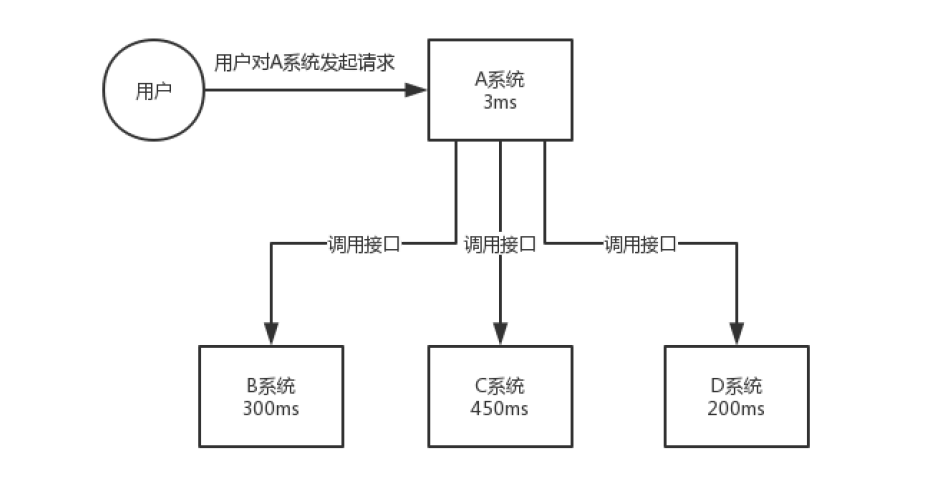 用户对A系统发起请求
用户
A系统
3ms
调用接口
调用接口
调用接口
B系统
300ms
C系统
450ms
D系统
200ms